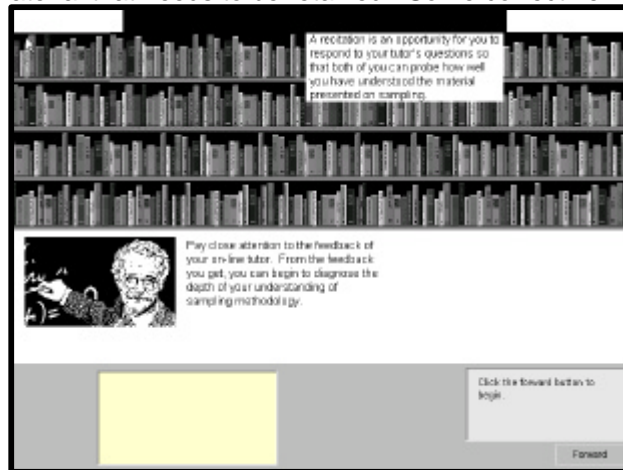 A recitation is an opportunity for you to
respond to your tutor's questions so
that both of you can probe how well
you have understood the material
presented on sampling.
Pay close attention to the feedback of
your on-line tutor. From the feedback
you get, you can begin to diagnose the
depth of your understanding of
sampling methodology.
Click the forward button to
begin.
Forward